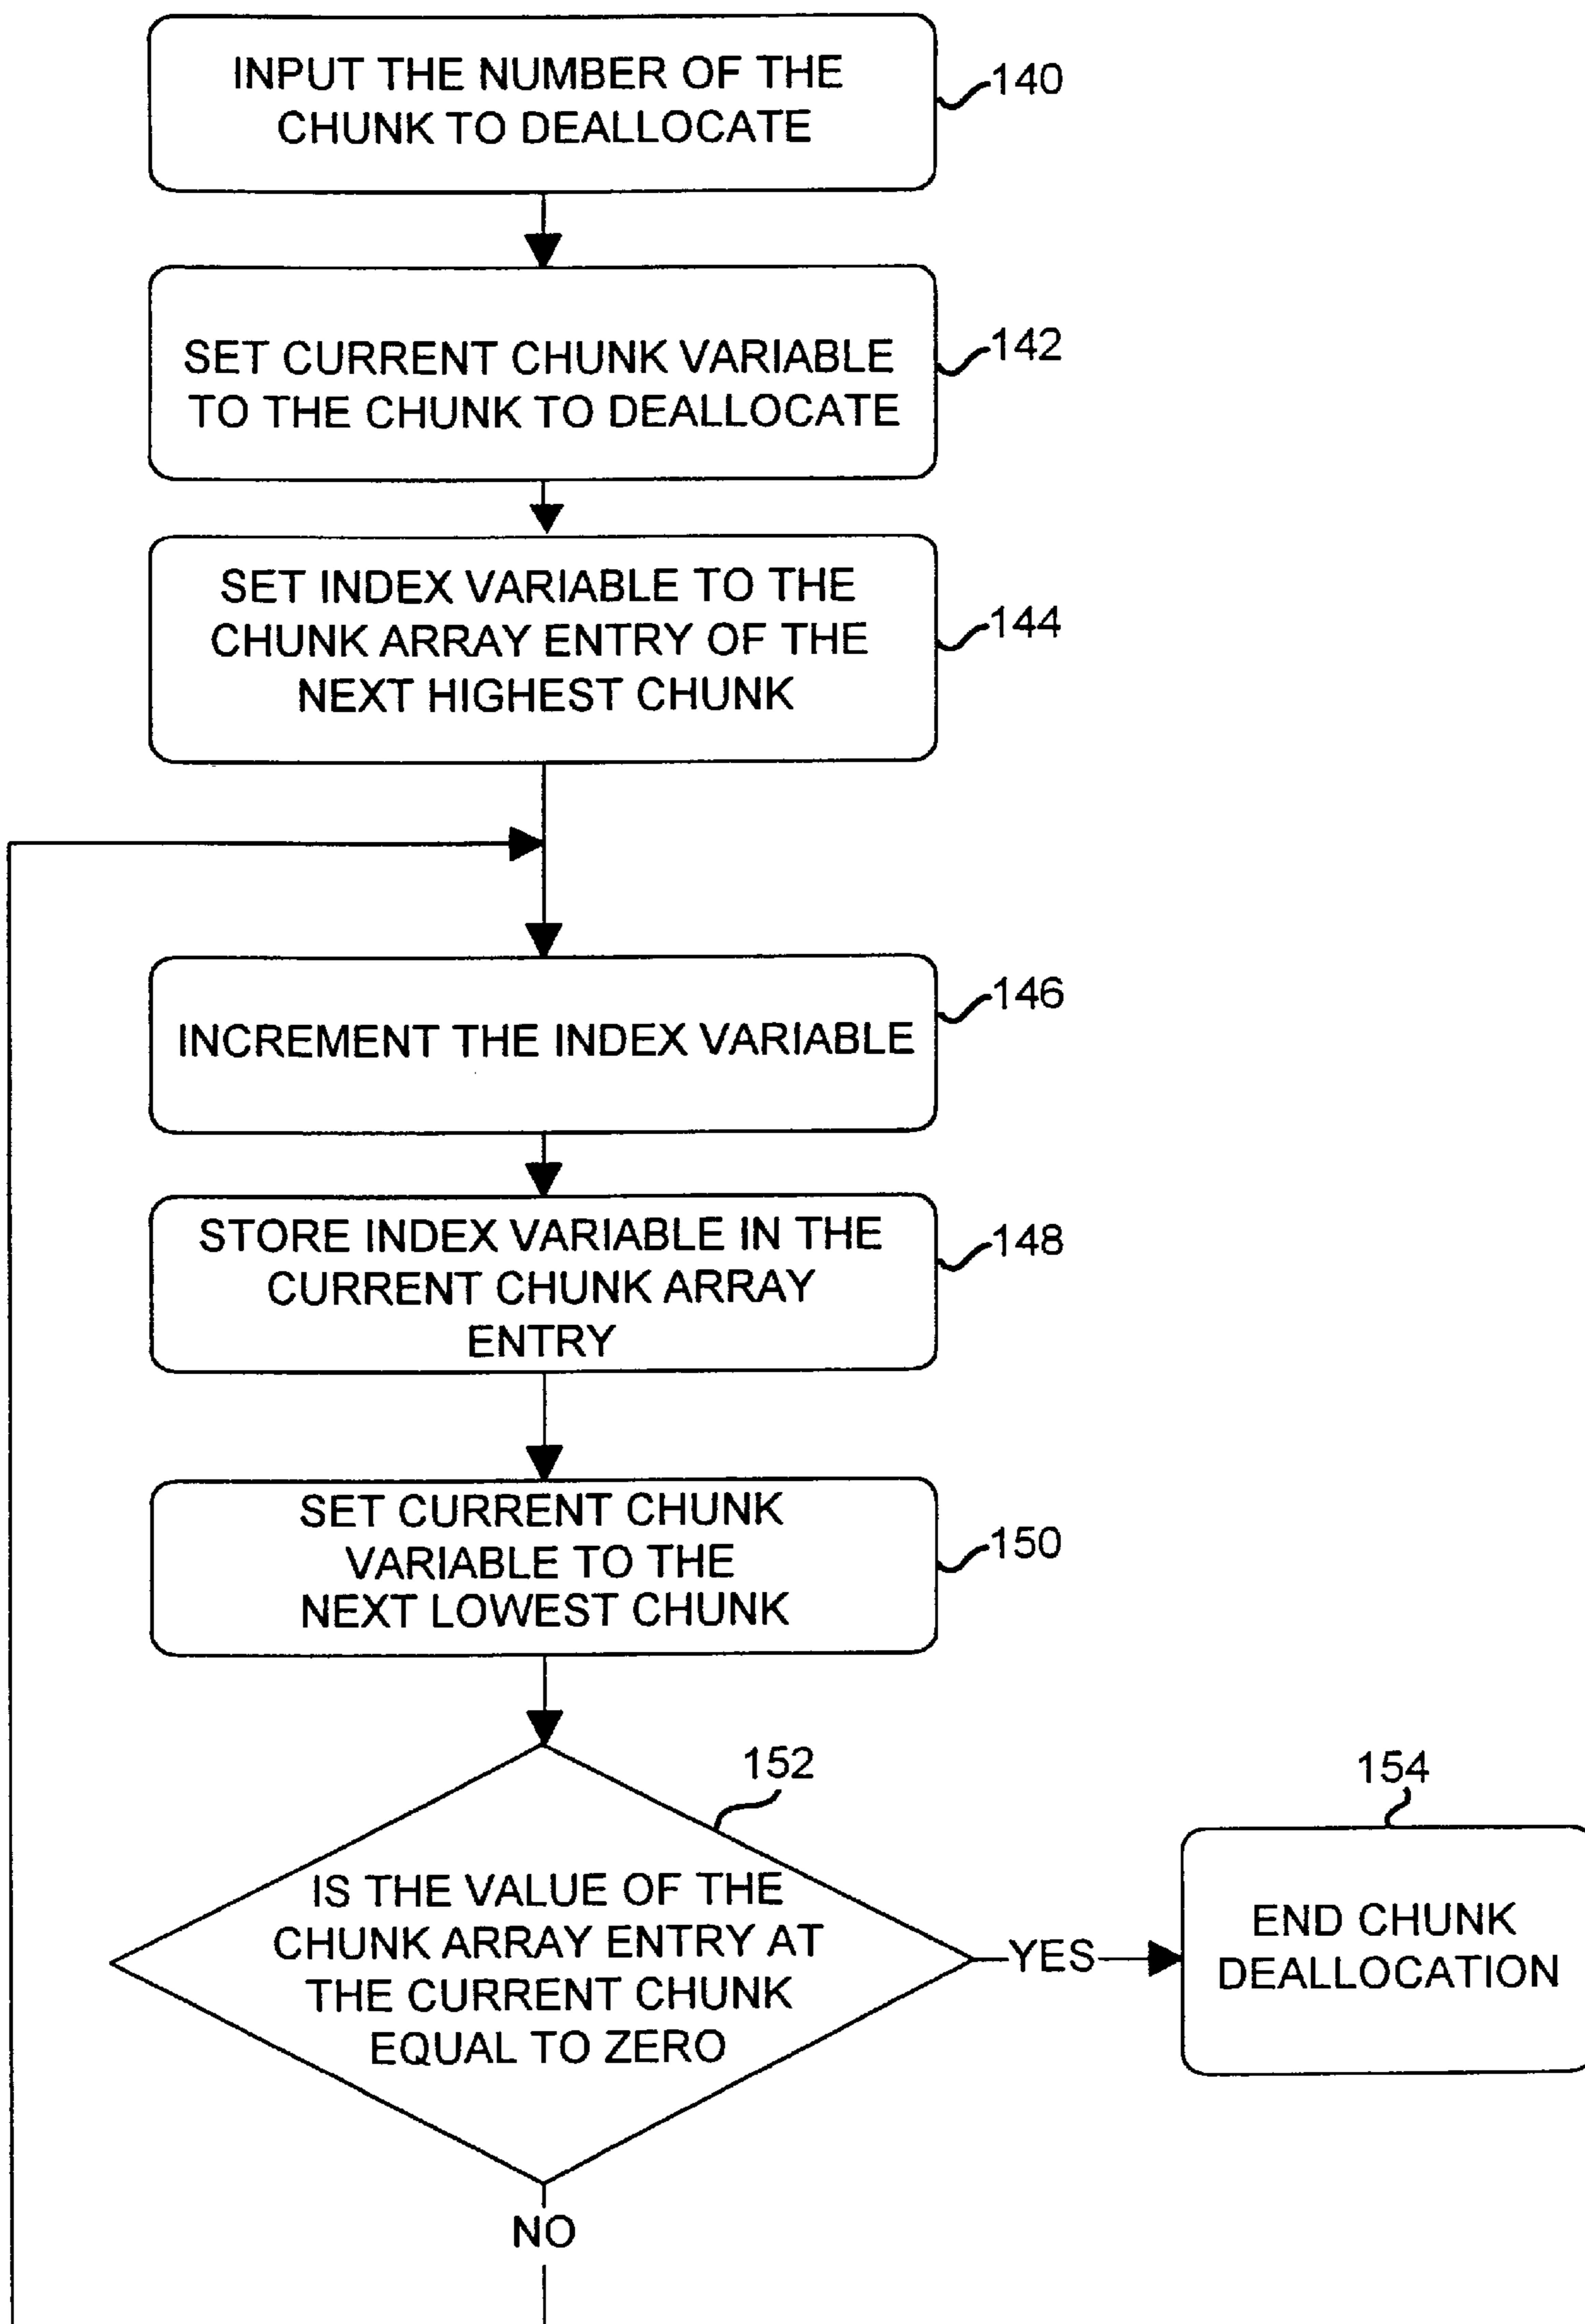 INPUT THE NUMBER OF THE
CHUNK TO DEALLOCATE
140
SET CURRENT CHUNK VARIABLE
TO THE CHUNK TO DEALLOCATE
142
SET INDEX VARIABLE TO THE
CHUNK ARRAY ENTRY OF THE
NEXT HIGHEST CHUNK
144
INCREMENT THE INDEX VARIABLE
146
STORE INDEX VARIABLE IN THE
CURRENT CHUNK ARRAY
ENTRY
148
SET CURRENT CHUNK
VARIABLE TO THE
NEXT LOWEST CHUNK
150
152
IS THE VALUE OF THE
CHUNK ARRAY ENTRY AT
THE CURRENT CHUNK
EQUAL TO ZERO
YES
154
END CHUNK
DEALLOCATION
NO